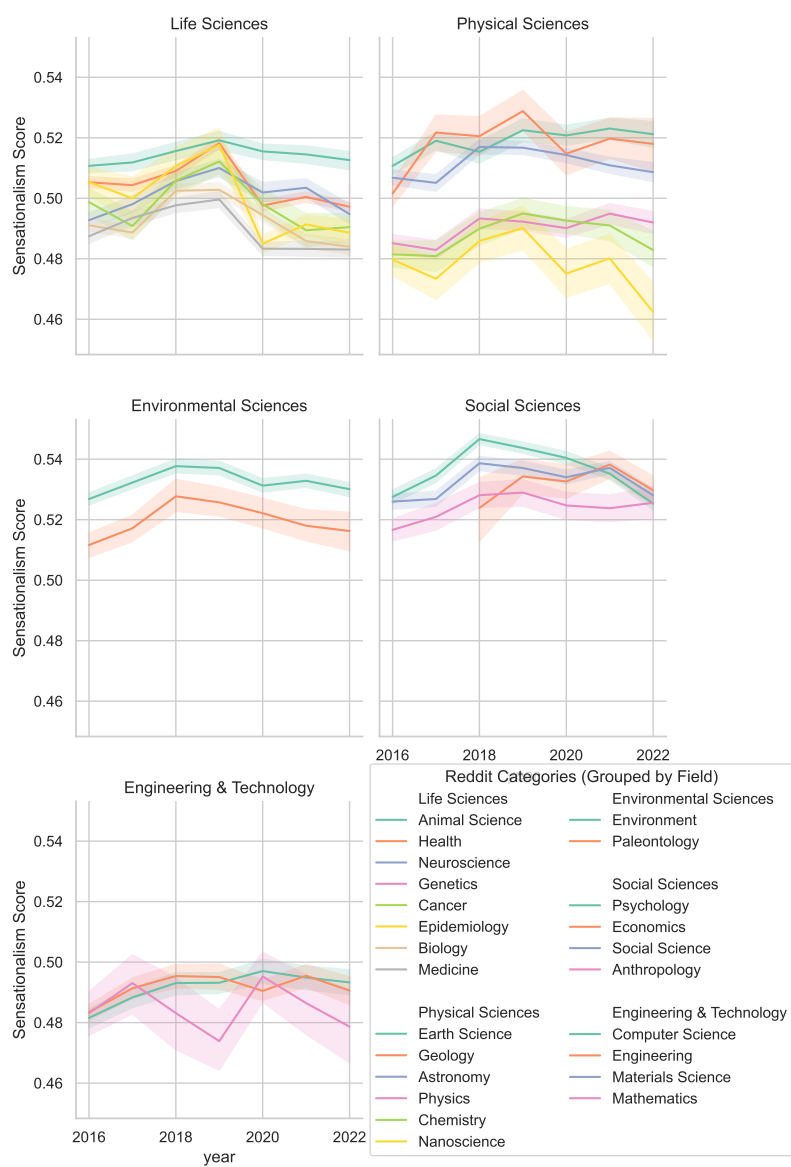 Life Sciences
Physical Sciences
Sensationalism Score
0.54
0.52
0.50
0.48
0.46
Environmental Sciences
Social Sciences
Sensationalism Score
0.54
0.52
0.50
0.48
0.46
2016 2018 2020 2022
Engineering & Technology
Sensationalism Score
0.54
0.52
0.50
0.48
0.46
2016 2018 2020 2022
year
Reddit Categories (Grouped by Field)
Life Sciences
Animal Science
Health
Neuroscience
Genetics
Cancer
Epidemiology
Biology
Medicine
Physical Sciences
Earth Science
Geology
Astronomy
Physics
Chemistry
Nanoscience
Environmental Sciences
Environment
Paleontology
Social Sciences
Psychology
Economics
Social Science
Anthropology
Engineering & Technology
Computer Science
Engineering
Materials Science
Mathematics